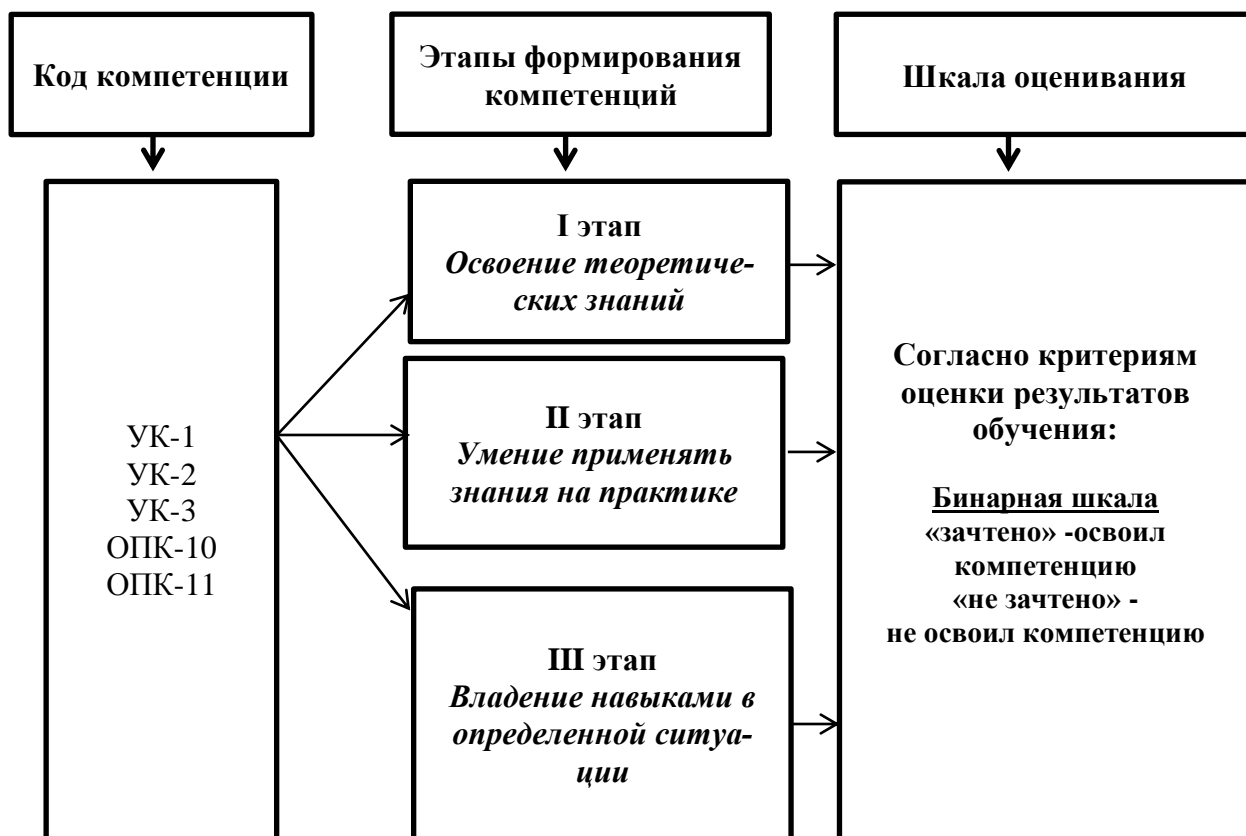 Код компетенции
Этапы формирования
компетенций
Шкала оценивания
УК-1
УК-2
УК-3
ОПК-10
ОПК-11
I этап
Освоение теоретиче-
ских знаний
II этап
Умение применять
знания на практике
III этап
Владение навыками в
определенной ситуа-
ции
Согласно критериям
оценки результатов
обучения:
Бинарная шкала
«зачтено» -освоил
компетенцию
«не зачтено» -
не освоил компетенцию